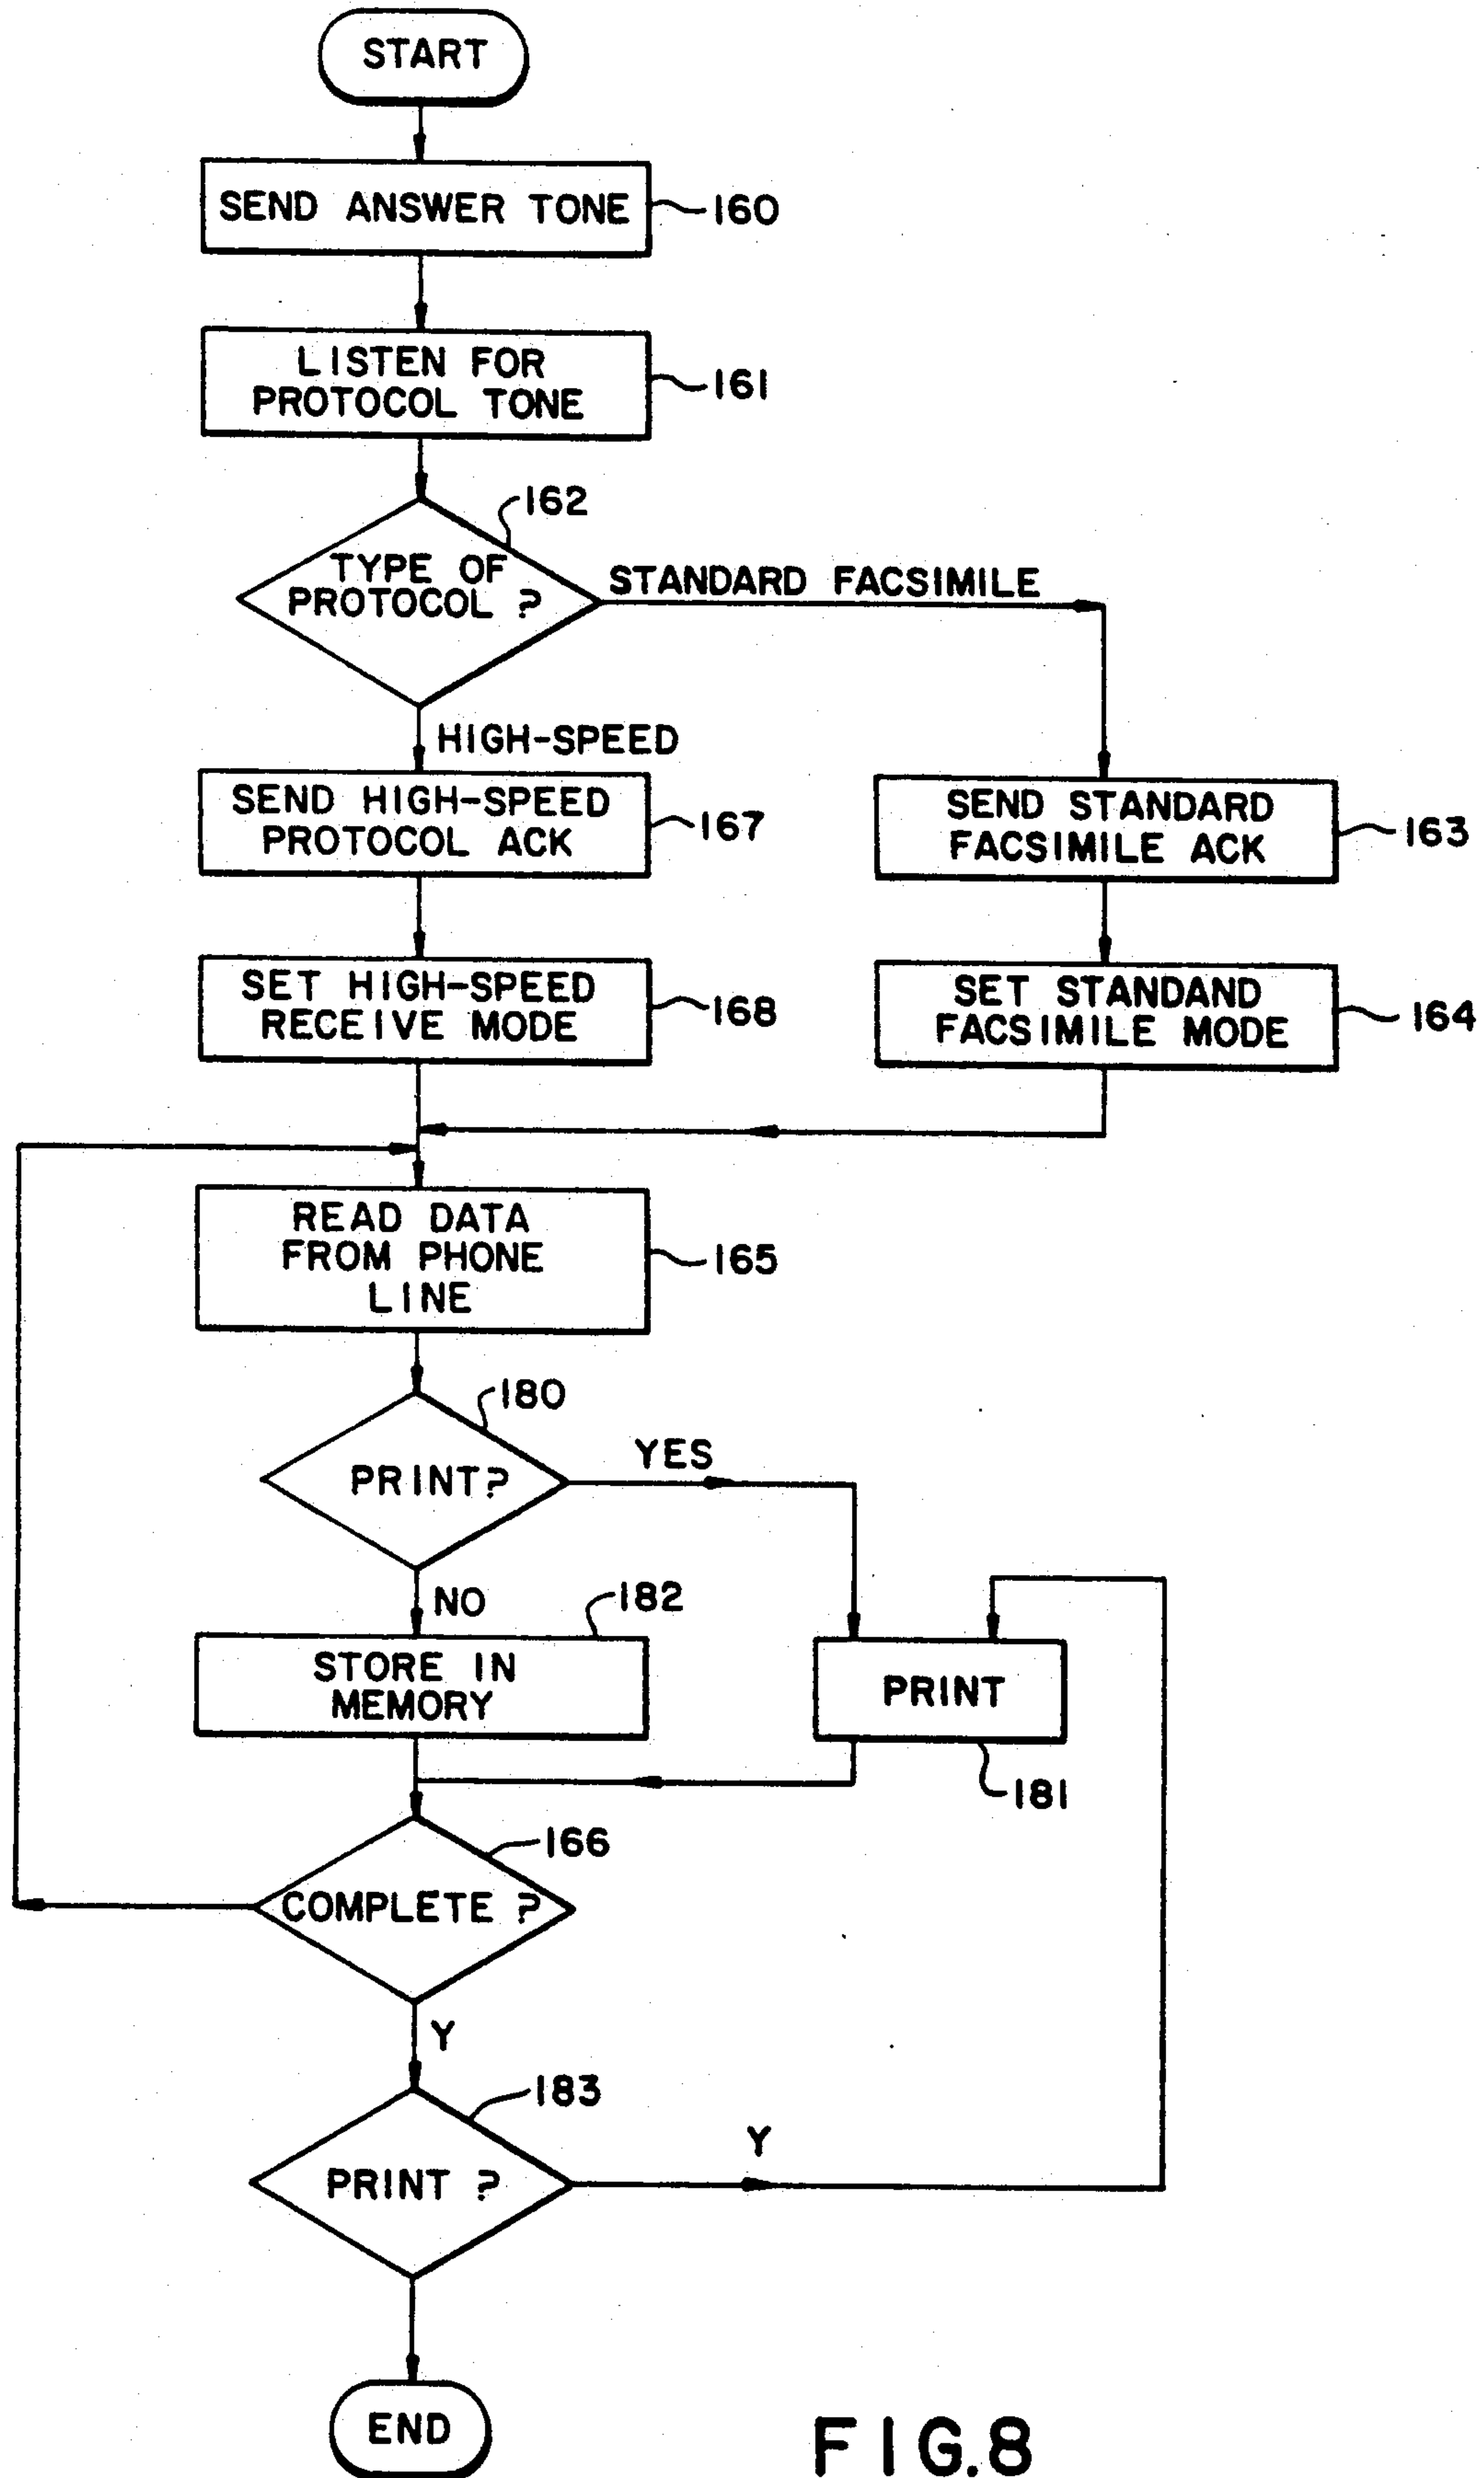 START
SEND ANSWER TONE
160
LISTEN FOR
PROTOCOL TONE
161
162
TYPE OF
PROTOCOL ?
STANDARD FACSIMILE
HIGH-SPEED
SEND HIGH-SPEED
PROTOCOL ACK
167
SEND STANDARD
FACSIMILE ACK
163
SET HIGH-SPEED
RECEIVE MODE
168
SET STANDAND
FACSIMILE MODE
164
READ DATA
FROM PHONE
LINE
165
180
PRINT?
YES
NO
182
STORE IN
MEMORY
PRINT
181
166
COMPLETE ?
Y
183
PRINT ?
Y
END
FIG.8